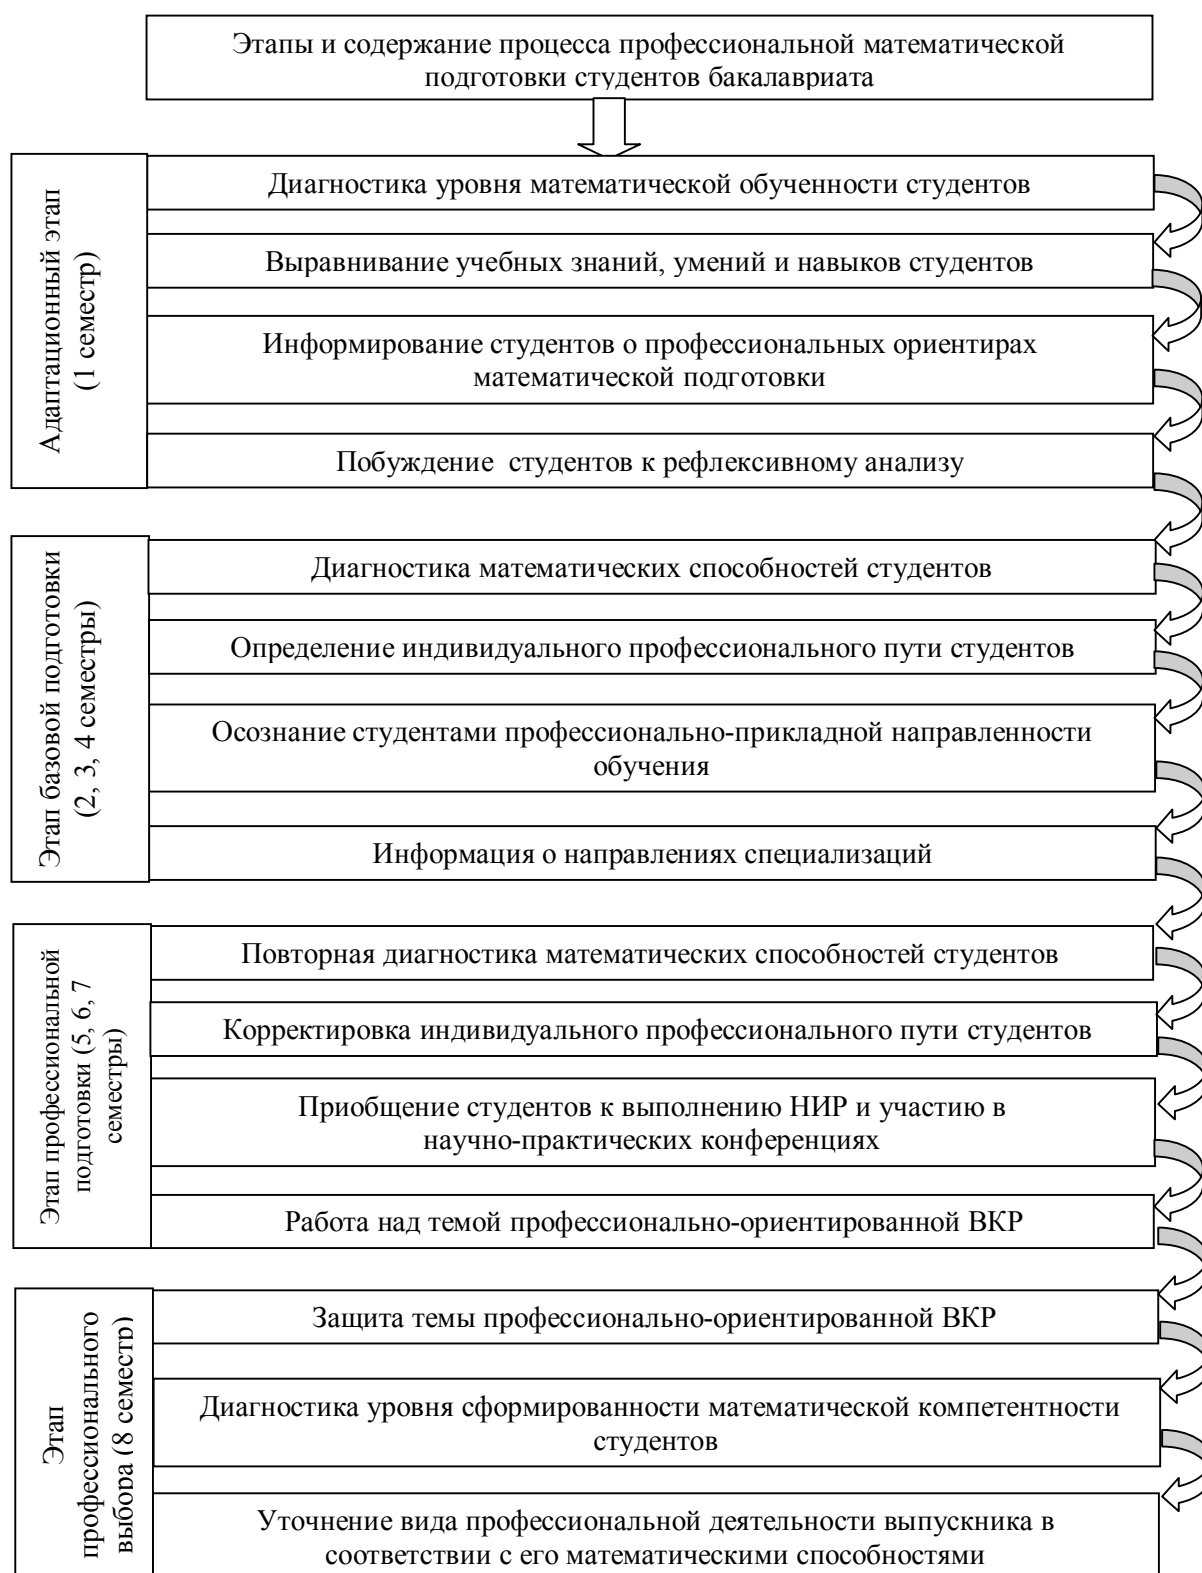 Этапы и содержание процесса профессиональной математической
подготовки студентов бакалавриата
Адаптационный этап
(1 семестр)
Диагностика уровня математической обученности студентов
Выравнивание учебных знаний, умений и навыков студентов
Информирование студентов о профессиональных ориентирах
математической подготовки
Побуждение студентов к рефлексивному анализу
Этап базовой подготовки
(2, 3, 4 семестры)
Диагностика математических способностей студентов
Определение индивидуального профессионального пути студентов
Осознание студентами профессионально-прикладной направленности
обучения
Информация о направлениях специализаций
Этап профессиональной
подготовки (5, 6, 7
семестры)
Повторная диагностика математических способностей студентов
Корректировка индивидуального профессионального пути студентов
Приобщение студентов к выполнению НИР и участию в
научно-практических конференциях
Работа над темой профессионально-ориентированной ВКР
Этап
профессионального
выбора (8 семестр)
Защита темы профессионально-ориентированной ВКР
Диагностика уровня сформированности математической компетентности
студентов
Уточнение вида профессиональной деятельности выпускника в
соответствии с его математическими способностями